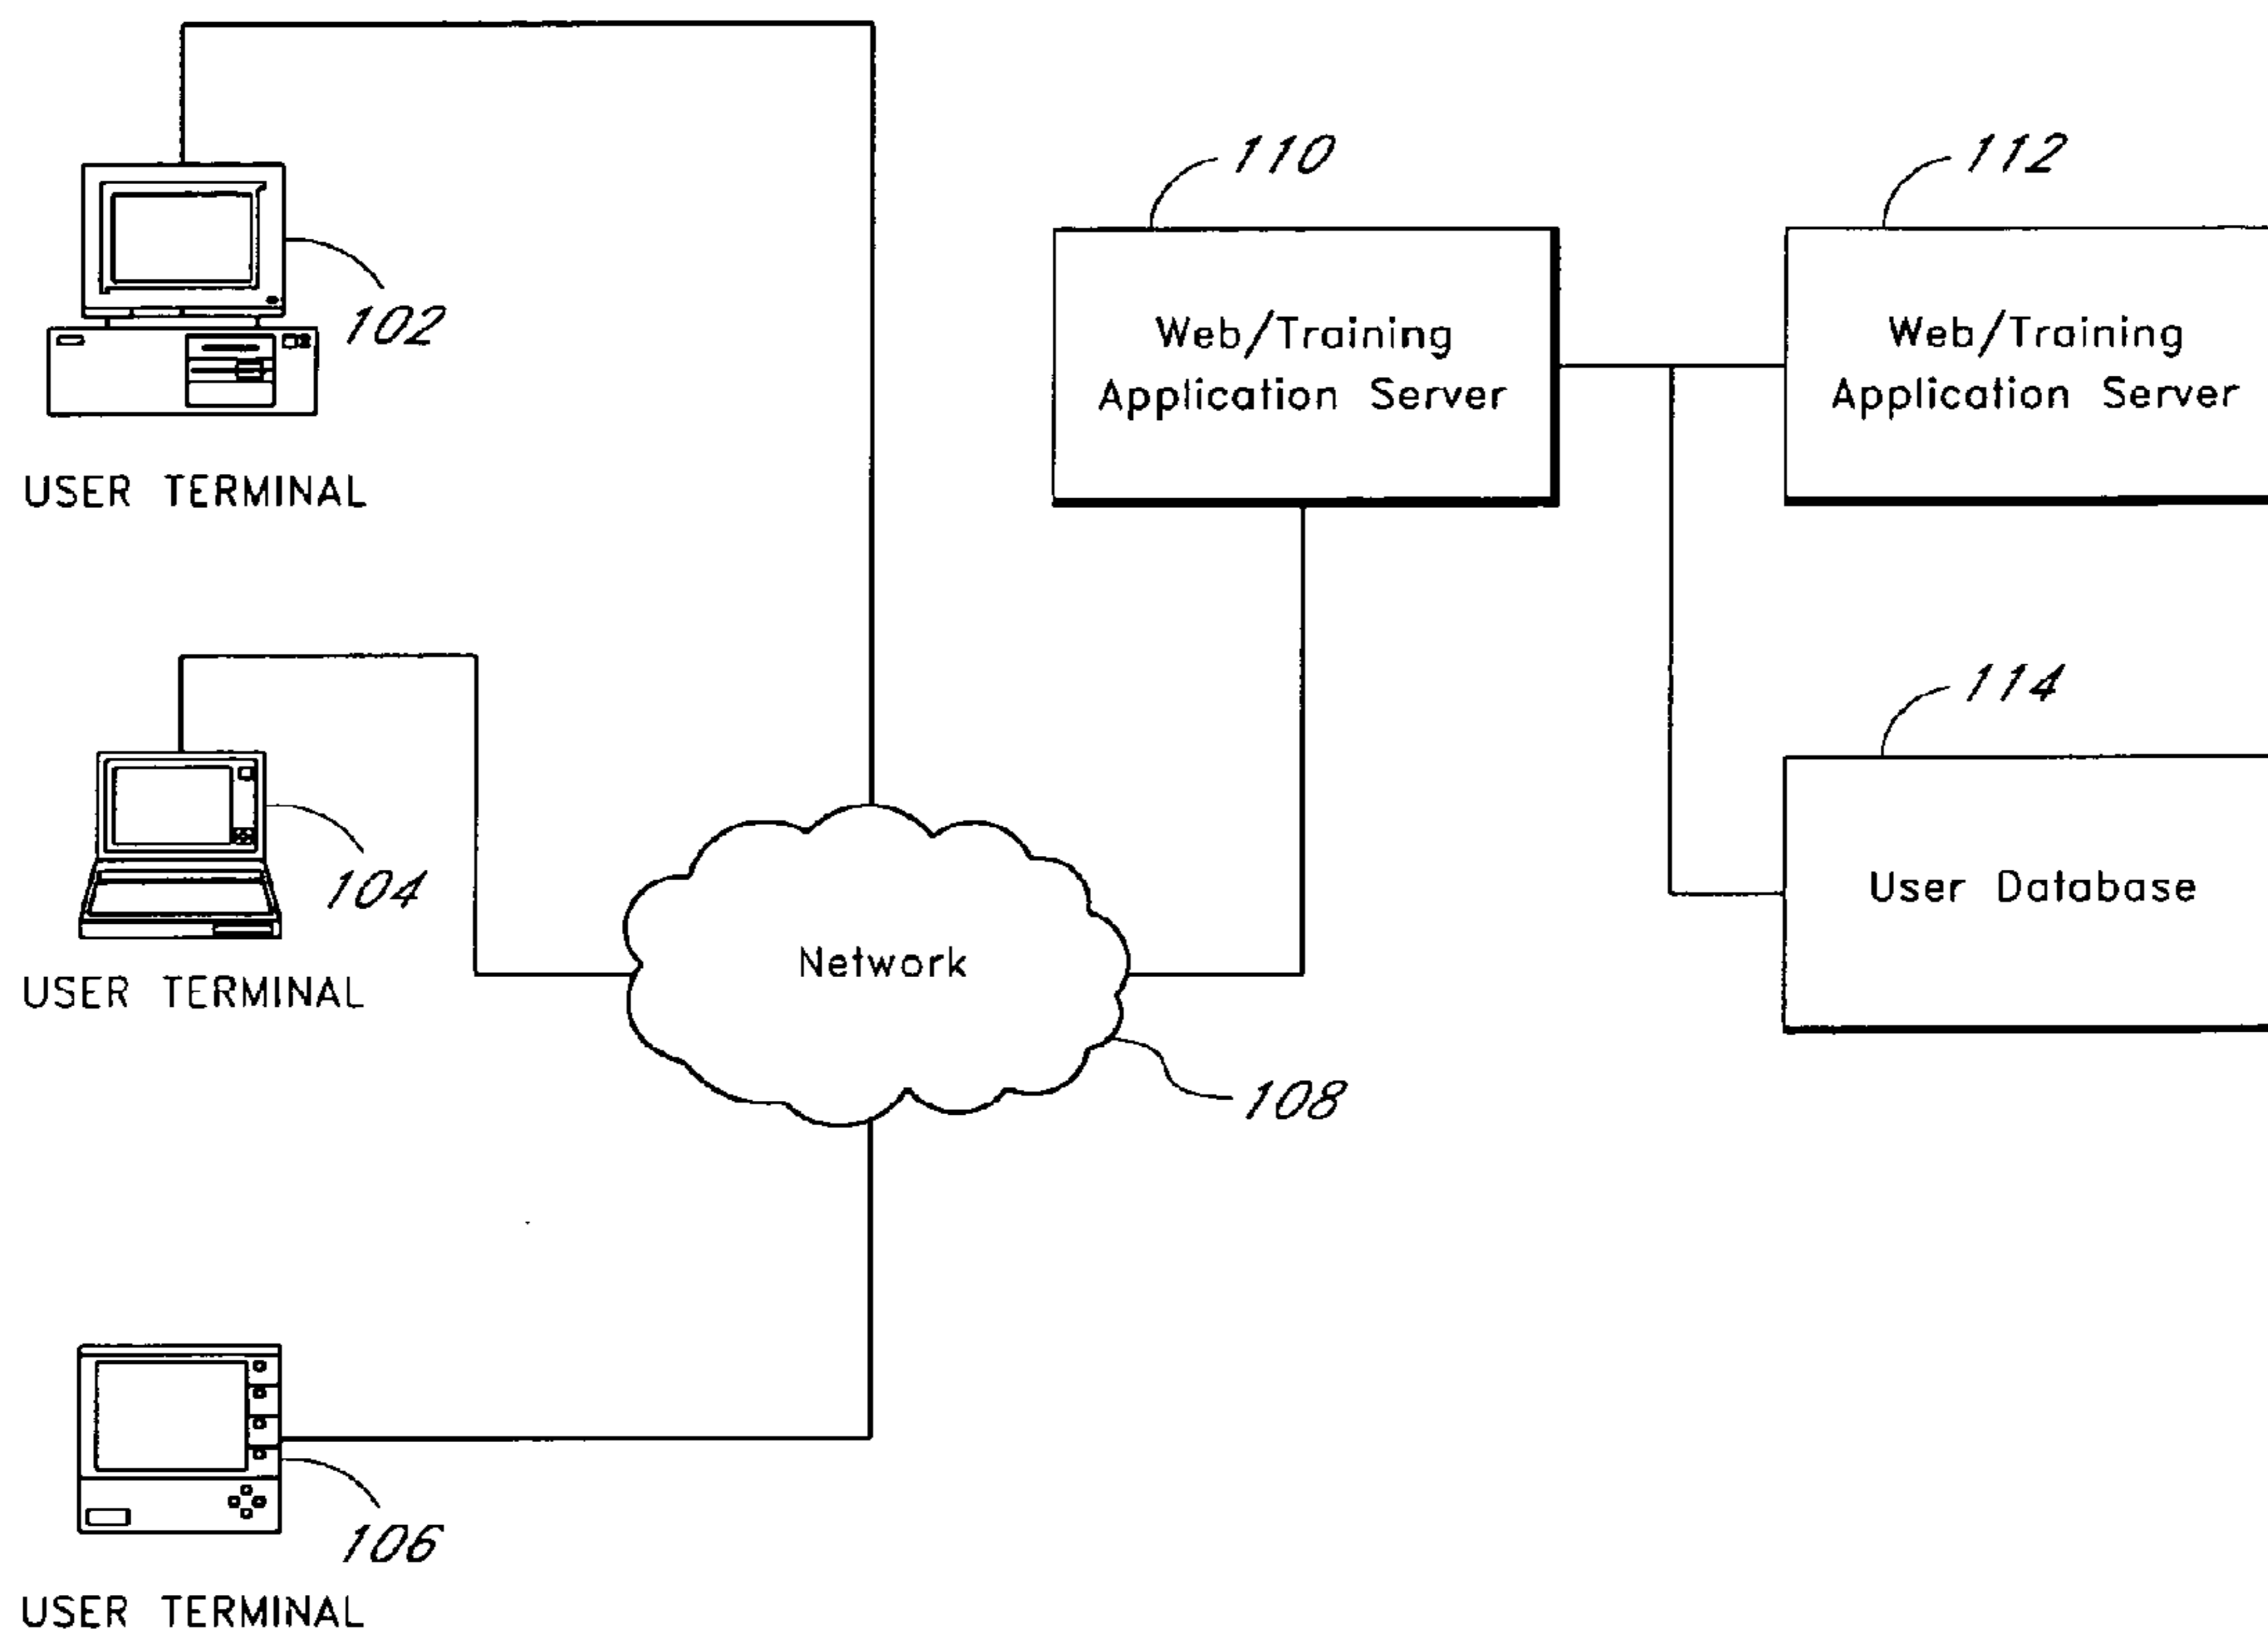 110
112
102
Web/Training
Application Server
Web/Training
Application Server
USER TERMINAL
114
104
User Database
Network
USER TERMINAL
108
106
USER TERMINAL